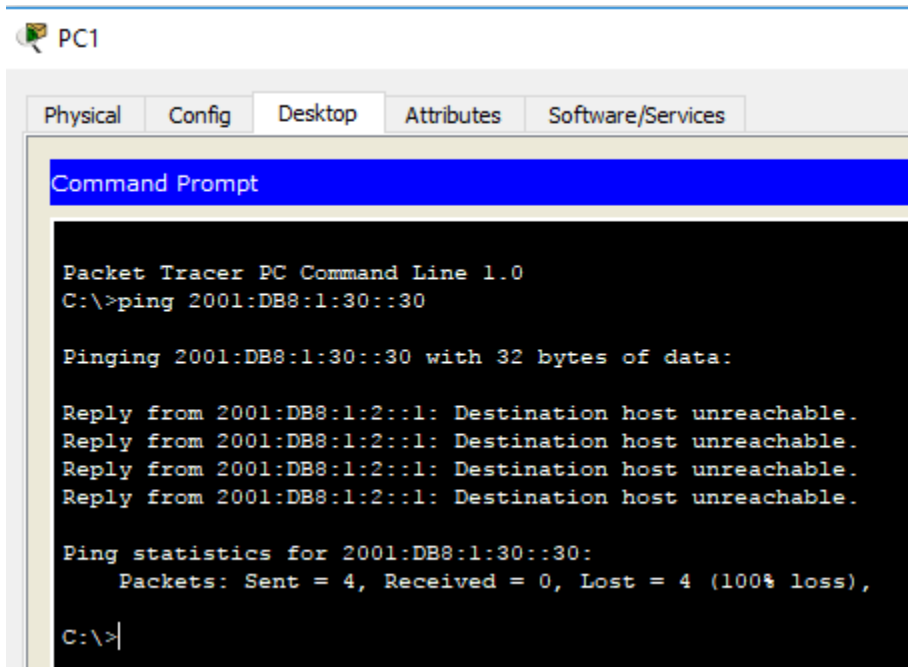 PC1
Physical Config Desktop Attributes Software/Services
Command Prompt
Packet Tracer PC Command Line 1.0
C:\>ping 2001:DB8:1:30::30
Pinging 2001:DB8:1:30::30 with 32 bytes of data:
Reply from 2001:DB8:1:2::1: Destination host unreachable.
Reply from 2001:DB8:1:2::1: Destination host unreachable.
Reply from 2001:DB8:1:2::1: Destination host unreachable.
Reply from 2001:DB8:1:2::1: Destination host unreachable.
Ping statistics for 2001:DB8:1:30::30:
Packets: Sent = 4, Received = 0, Lost = 4 (100% loss),
C:\>